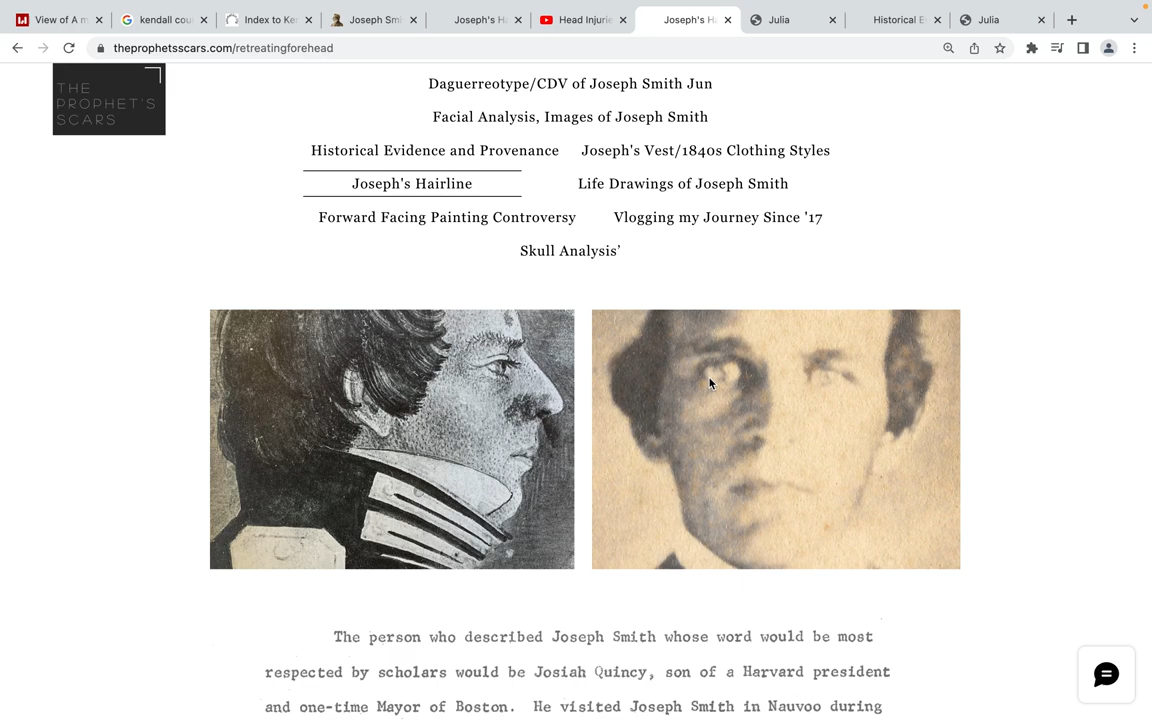 View of A m
kendall cou
Index to Ke
Joseph Smi
Joseph's H
Head Injurie
Joseph's H
Julia
Historical E
Julia
theprophetsscars.com/retreatingforehead
THE
PROPHET'S
SCARS
Daguerreotype/CDV of Joseph Smith Jun
Facial Analysis, Images of Joseph Smith
Historical Evidence and Provenance Joseph's Vest/1840s Clothing Styles
Joseph's Hairline Life Drawings of Joseph Smith
Forward Facing Painting Controversy Vlogging my Journey Since '17
Skull Analysis’
The person who described Joseph Smith whose word would be most
respected by scholars would be Josiah Quincy, son of a Harvard president
and one-time Mayor of Boston. He visited Joseph Smith in Nauvoo during